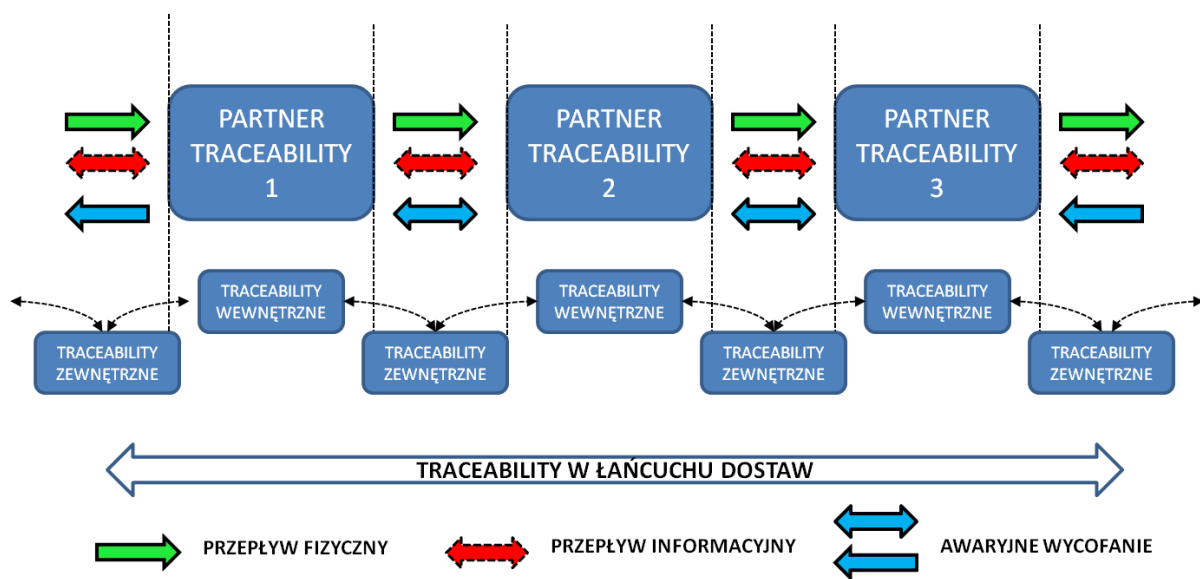 PARTNER
TRACEABILITY
1
PARTNER
TRACEABILITY
2
PARTNER
TRACEABILITY
3
TRACEABILITY
WEWNĘTRZNE
TRACEABILITY
WEWNĘTRZNE
TRACEABILITY
WEWNĘTRZNE
TRACEABILITY
ZEWNĘTRZNE
TRACEABILITY
ZEWNĘTRZNE
TRACEABILITY
ZEWNĘTRZNE
TRACEABILITY
ZEWNĘTRZNE
TRACEABILITY W ŁAŃCUCHU DOSTAW
PRZEPŁYW FIZYCZNY
PRZEPŁYW INFORMACYJNY
AWARYJNE WYCOFANIE